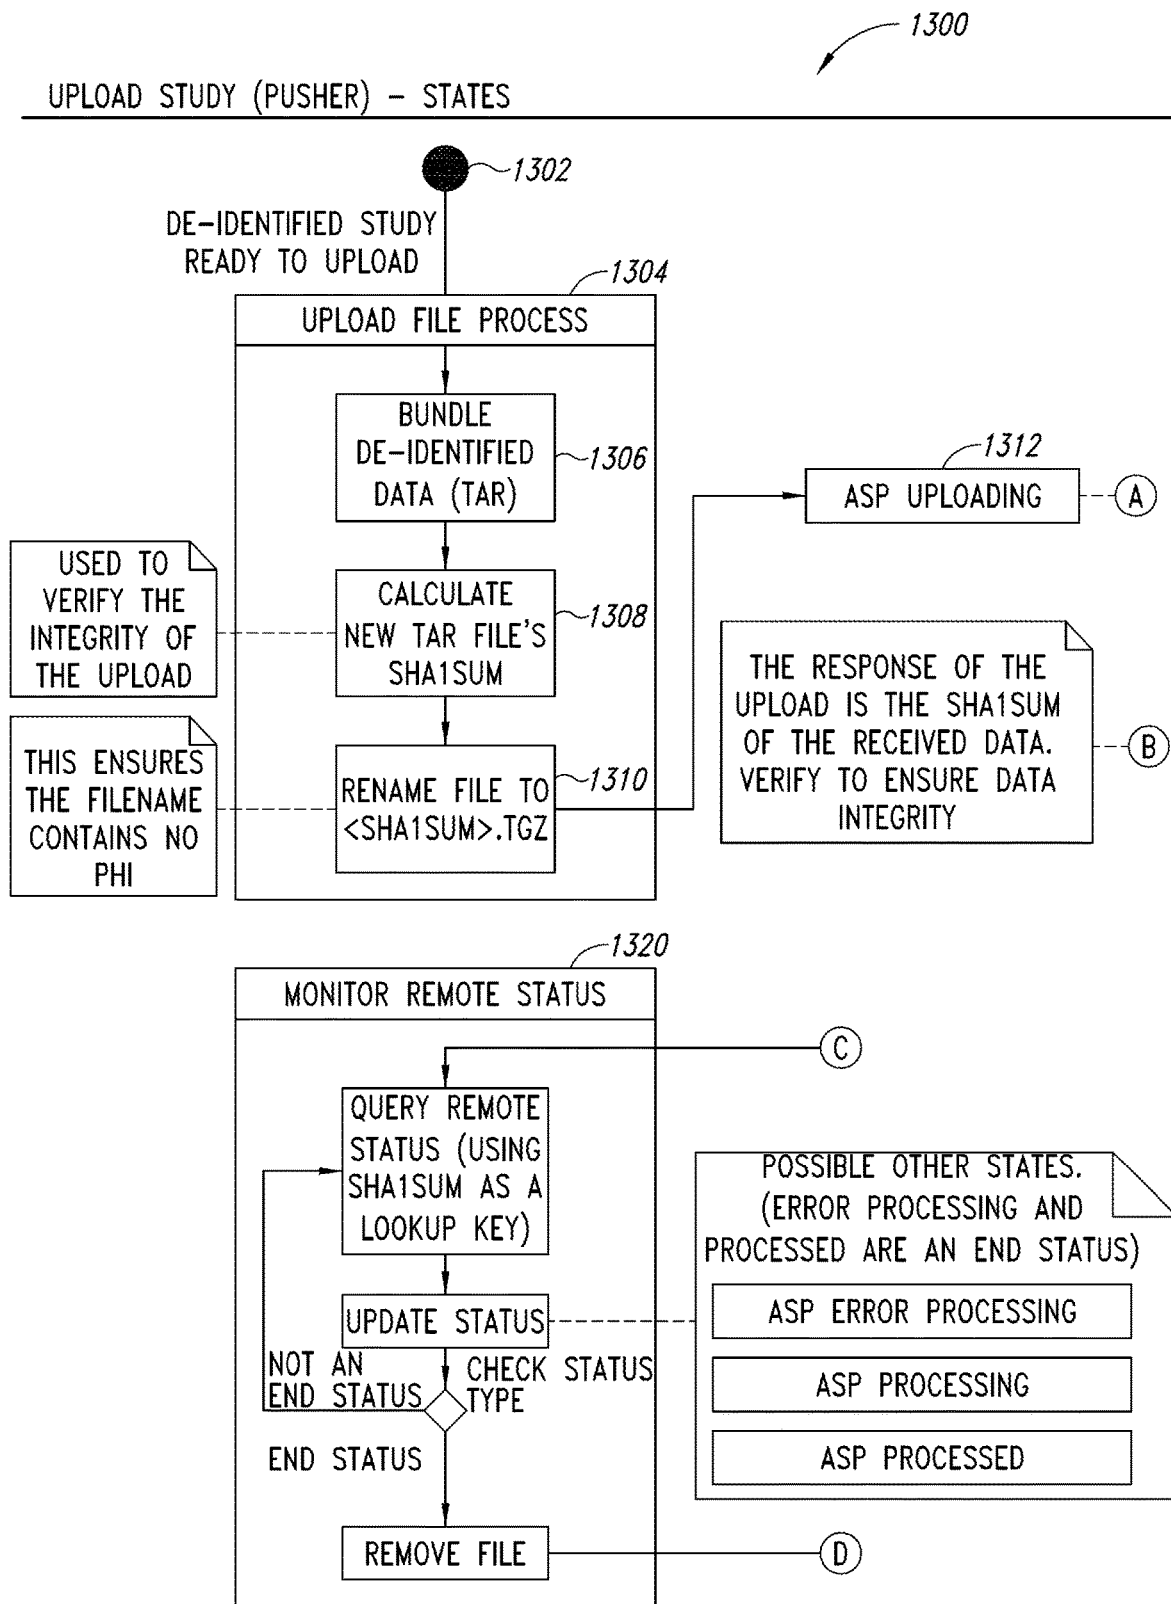 1300
UPLOAD STUDY (PUSHER) – STATES
1302
DE-IDENTIFIED STUDY
READY TO UPLOAD
1304
UPLOAD FILE PROCESS
BUNDLE
DE-IDENTIFIED
DATA (TAR)
1306
1312
ASP UPLOADING
A
USED TO
VERIFY THE
INTEGRITY OF
THE UPLOAD
CALCULATE
NEW TAR FILE'S
SHA1SUM
1308
THE RESPONSE OF THE
UPLOAD IS THE SHA1SUM
OF THE RECEIVED DATA.
VERIFY TO ENSURE DATA
INTEGRITY
B
THIS ENSURES
THE FILENAME
CONTAINS NO
PHI
RENAME FILE TO
<SHA1SUM>.TGZ
1310
1320
MONITOR REMOTE STATUS
C
QUERY REMOTE
STATUS (USING
SHA1SUM AS A
LOOKUP KEY)
POSSIBLE OTHER STATES.
(ERROR PROCESSING AND
PROCESSED ARE AN END STATUS)
ASP ERROR PROCESSING
ASP PROCESSING
ASP PROCESSED
UPDATE STATUS
NOT AN
END STATUS
CHECK STATUS
TYPE
END STATUS
REMOVE FILE
D